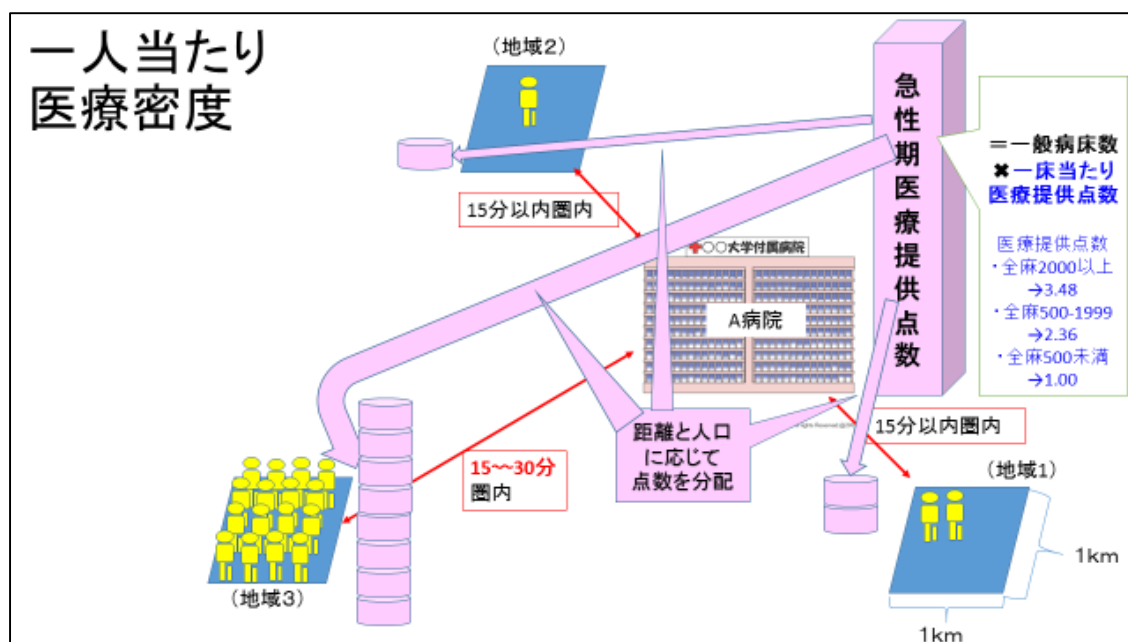 一人当たり
医療密度
(地域2)
15分以内圏内
急性期医療提供点数
=一般病床数
✖一床当たり
医療提供点数
医療提供点数
・全麻2000以上
→3.48
・全麻500-1999
→2.36
・全麻500未満
→1.00
○○大学付属病院
A病院
15分以内圏内
距離と人口
に応じて
点数を分配
15~~30分
圏内
(地域1)
1km
1km
(地域3)